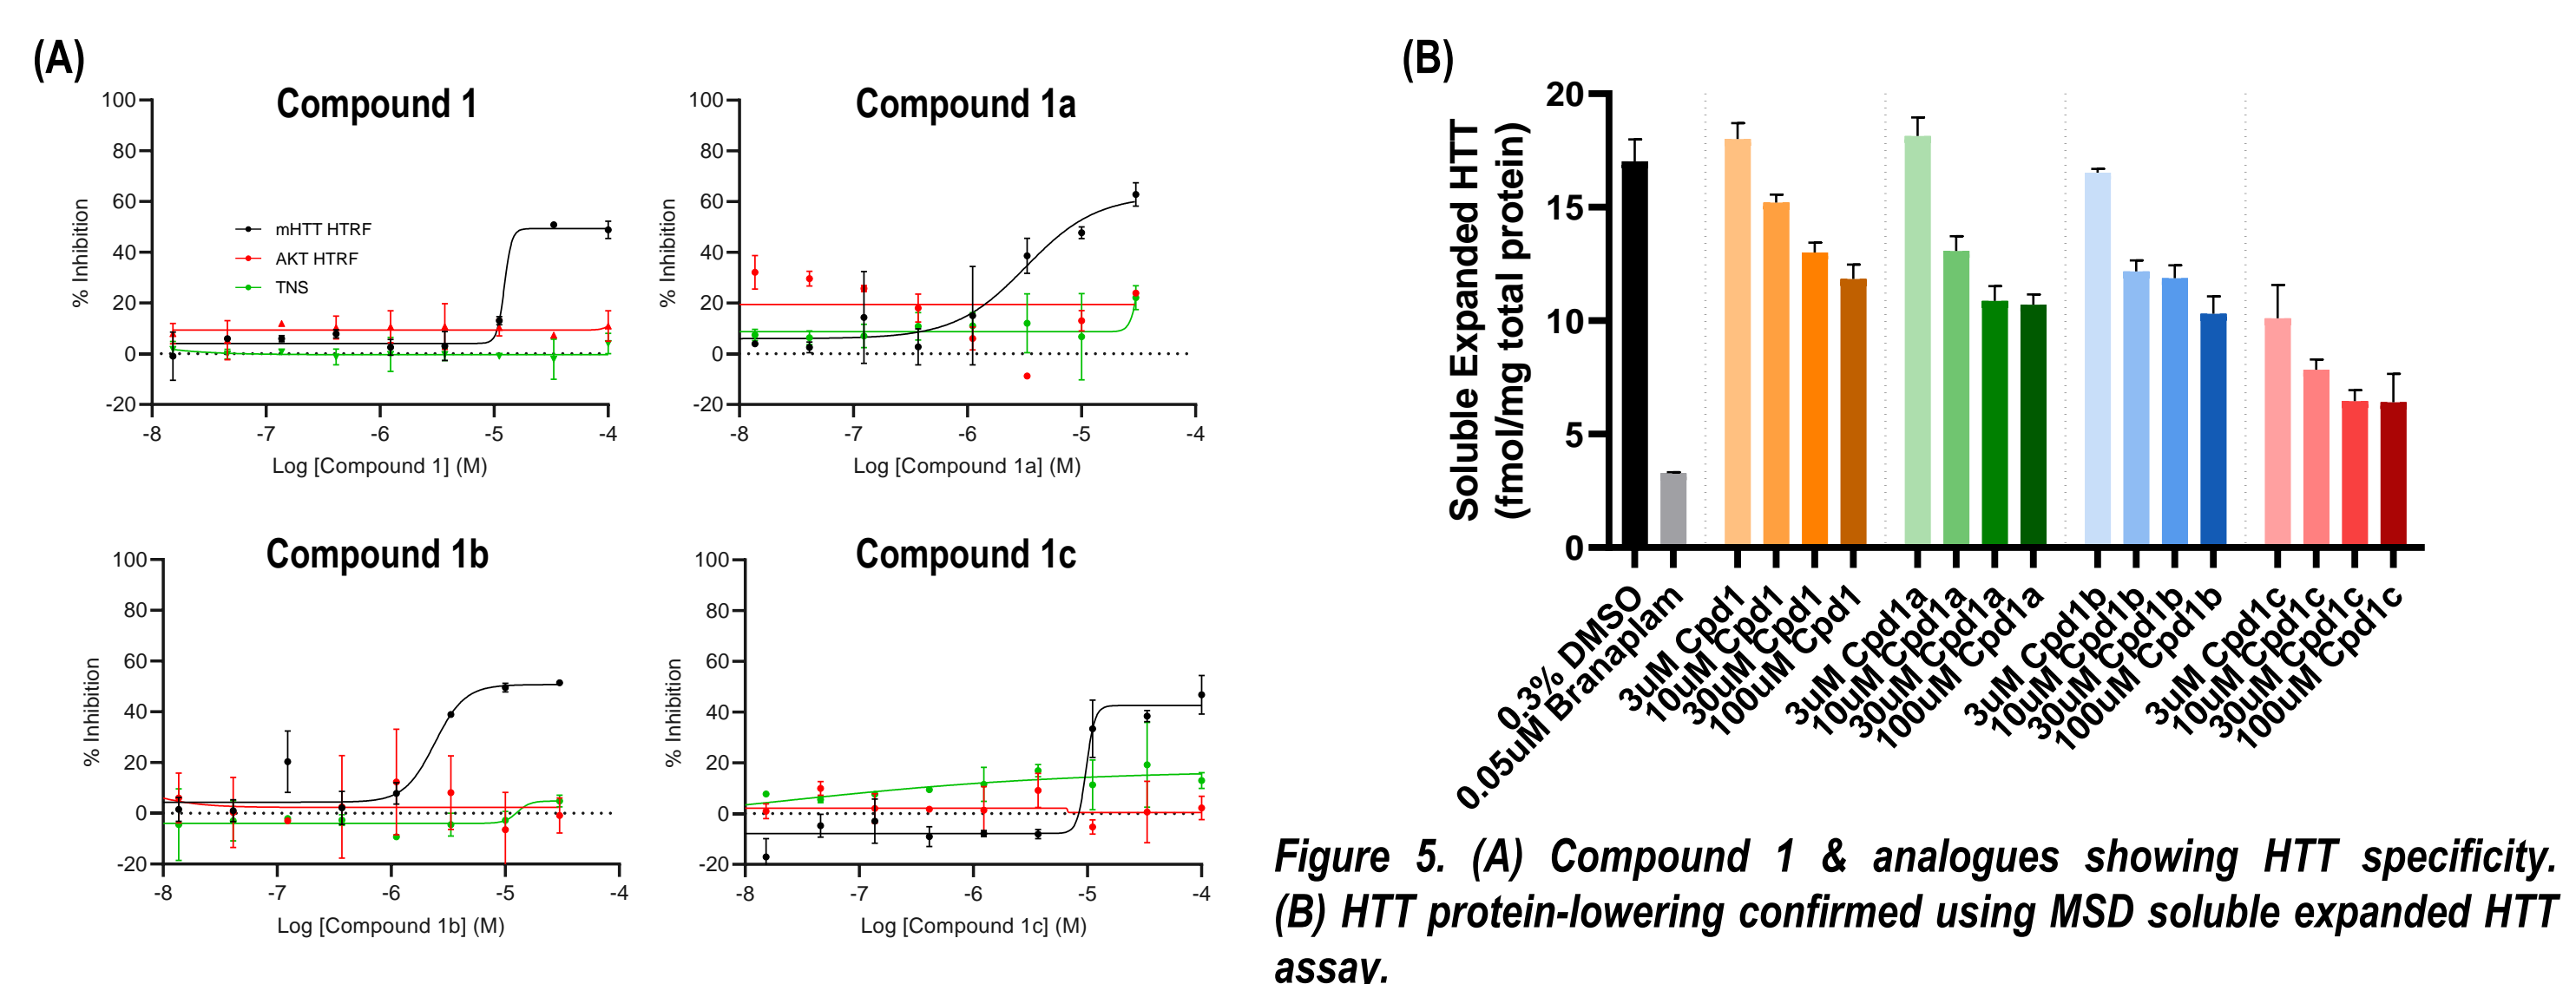 (A)
Compound 1
100
80
60
40
20
0
-20
% Inhibition
mHTT HTRF
AKT HTRF
TNS
-8
-7
-6
-5
-4
Log [Compound 1] (M)
Compound 1a
100
80
60
40
20
0
-20
% Inhibition
-8
-7
-6
-5
-4
Log [Compound 1a] (M)
Compound 1b
100
80
60
40
20
0
-20
% Inhibition
-8
-7
-6
-5
-4
Log [Compound 1b] (M)
Compound 1c
100
80
60
40
20
0
-20
% Inhibition
-8
-7
-6
-5
-4
Log [Compound 1c] (M)
(B)
Soluble Expanded HTT
(fmol/mg total protein)
20
15
10
5
0
0.3% DMSO
0.05uM Branaplam
3uM Cpd1
10uM Cpd1
30uM Cpd1
100uM Cpd1
3uM Cpd1a
10uM Cpd1a
30uM Cpd1a
100uM Cpd1a
3uM Cpd1b
10uM Cpd1b
30uM Cpd1b
100uM Cpd1b
3uM Cpd1c
10uM Cpd1c
30uM Cpd1c
100uM Cpd1c
Figure 5. (A) Compound 1 & analogues showing HTT specificity.
(B) HTT protein-lowering confirmed using MSD soluble expanded HTT
assay.